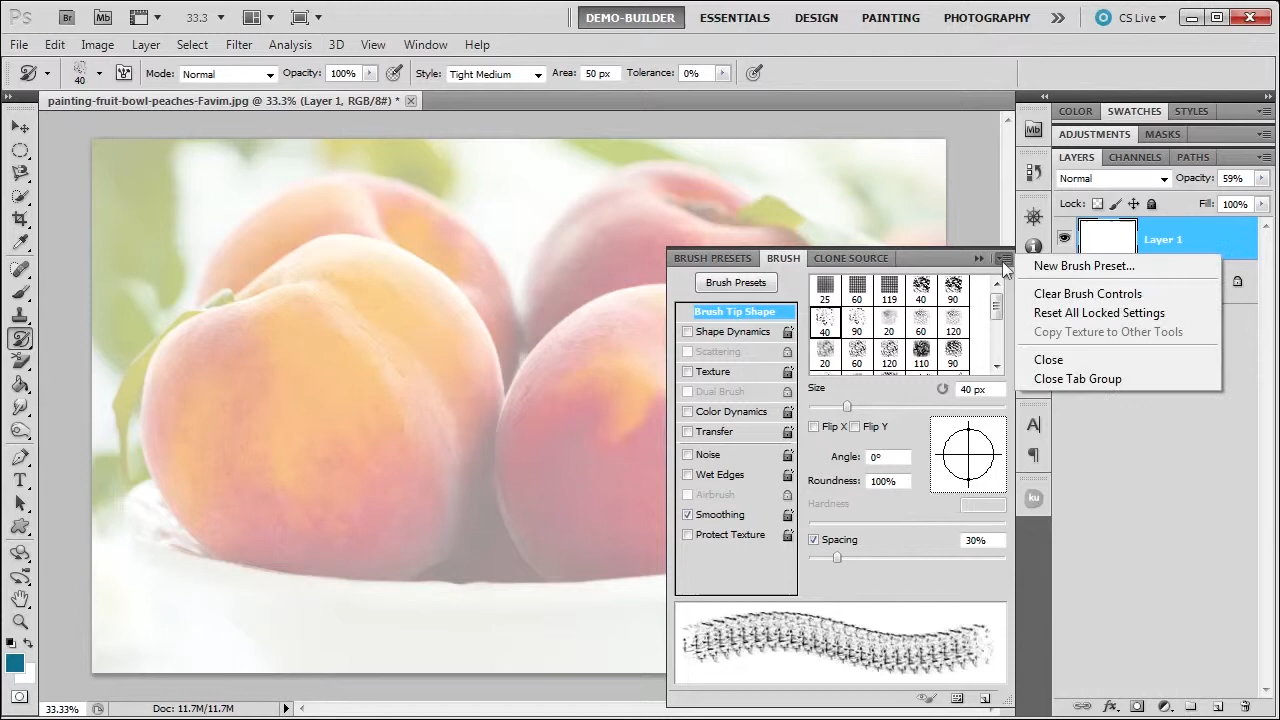 Ps Br Mb 33.3 DEMO-BUILDER ESSENTIALS DESIGN PAINTING PHOTOGRAPHY CS Live
File Edit Image Layer Select Filter Analysis 3D View Window Help
40 Mode: Normal Opacity: 100% Style: Tight Medium Area: 50 px Tolerance: 0%
painting-fruit-bowl-peaches-Favim.jpg @ 33.3% (Layer 1, RGB/8#) *
COLOR SWATCHES STYLES
Mb
ADJUSTMENTS MASKS
LAYERS CHANNELS PATHS
Normal Opacity: 59%
Lock: Fill: 100%
Layer 1
BRUSH PRESETS BRUSH CLONE SOURCE
New Brush Preset...
Clear Brush Controls
Reset All Locked Settings
Copy Texture to Other Tools
Close
Close Tab Group
Brush Presets
25 60 119 40 90
Brush Tip Shape
40 90 20 60 120
Shape Dynamics
Scattering
20 60 120 110 90
Texture
Dual Brush
Color Dynamics
Transfer
Noise
Wet Edges
Airbrush
Smoothing
Protect Texture
Size 40 px
Flip X Flip Y
Angle: 0º
Roundness: 100%
Hardness
Spacing 30%
A
ku
T
33.33% Doc: 11.7M/11.7M
fx